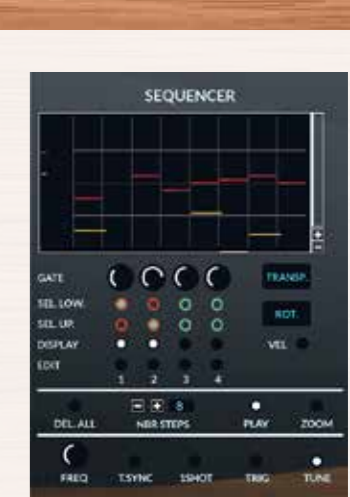 SEQUENCER
GATE
TRANSP.
SEL. LOW.
ROT.
SEL. UP.
DISPLAY
VEL
EDIT
1 2 3 4
- + 8
DEL. ALL NBR STEPS PLAY ZOOM
FREQ T.SYNC 1SHOT TRIG TUNE